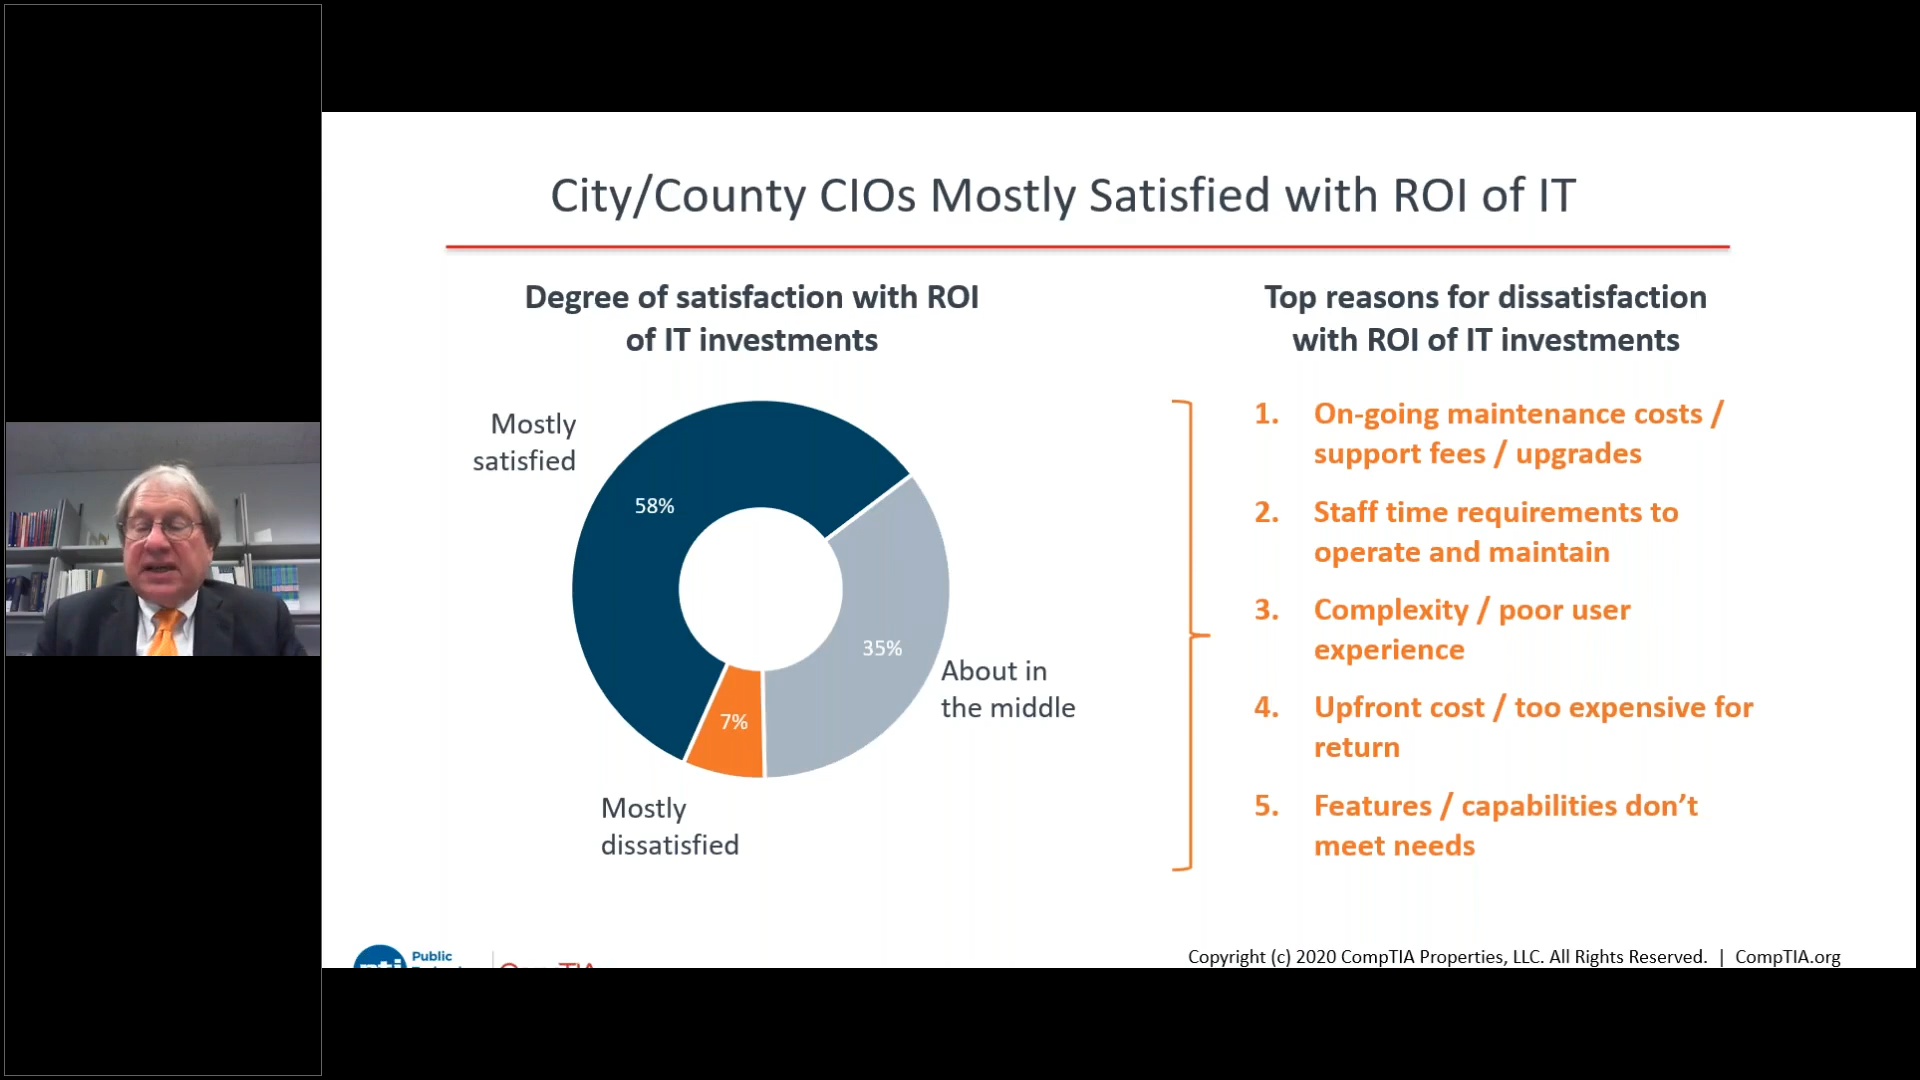 City/County CIOs Mostly Satisfied with ROI of IT
Degree of satisfaction with ROI
of IT investments
Mostly
satisfied
58%
35%
About in
the middle
7%
Mostly
dissatisfied
Top reasons for dissatisfaction
with ROI of IT investments
1. On-going maintenance costs /
support fees / upgrades
2. Staff time requirements to
operate and maintain
3. Complexity / poor user
experience
4. Upfront cost / too expensive for
return
5. Features / capabilities don’t
meet needs
pti
Public
CompTIA
Copyright (c) 2020 CompTIA Properties, LLC. All Rights Reserved. | CompTIA.org